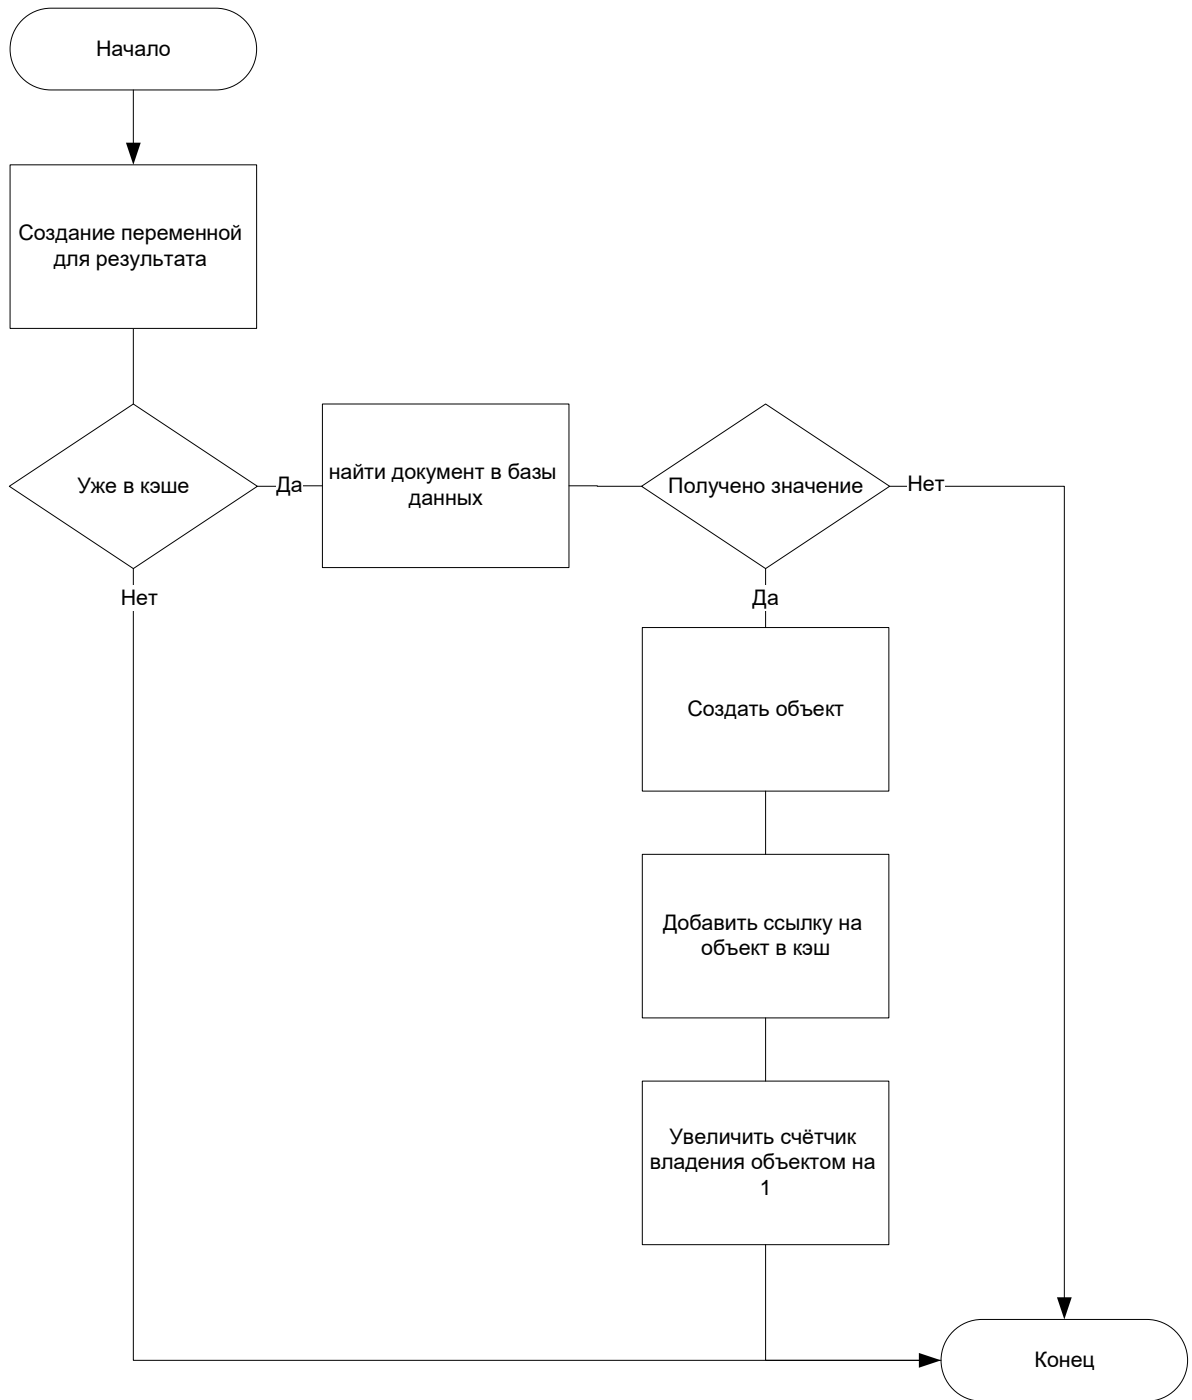 Начало
Создание переменной
для результата
Уже в кэше
Да
найти документ в базы
данных
Получено значение
Нет
Нет
Да
Создать объект
Добавить ссылку на
объект в кэш
Увеличить счётчик
владения объектом на
1
Конец